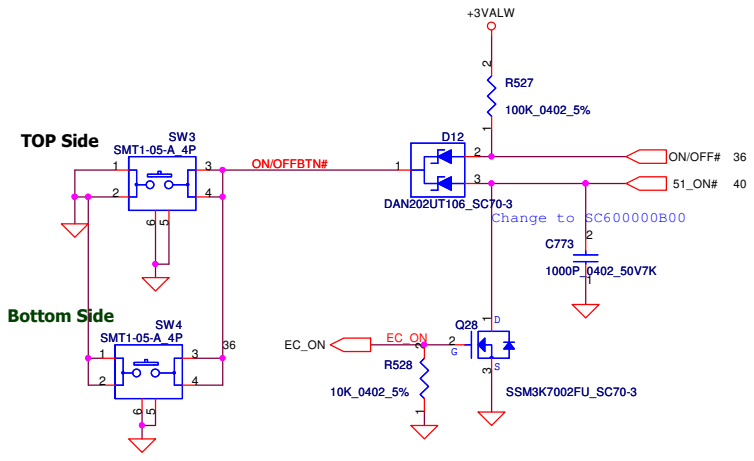 +3VALW
2
R527
100K_0402_5%
1
TOP Side
SW3
SMT1-05-A_4P
1
3
2
4
6
5
ON/OFFBTN#
D12
1
2
3
DAN202UT106_SC70-3
ON/OFF# 36
51_ON# 40
Change to SC600000B00
2
C773
1000P_0402_50V7K
1
Bottom Side
SW4
SMT1-05-A_4P
36
1
3
2
4
6
5
EC_ON
EC_ON
2
R528
10K_0402_5%
1
Q28
1
D
2
G
S
3
SSM3K7002FU_SC70-3